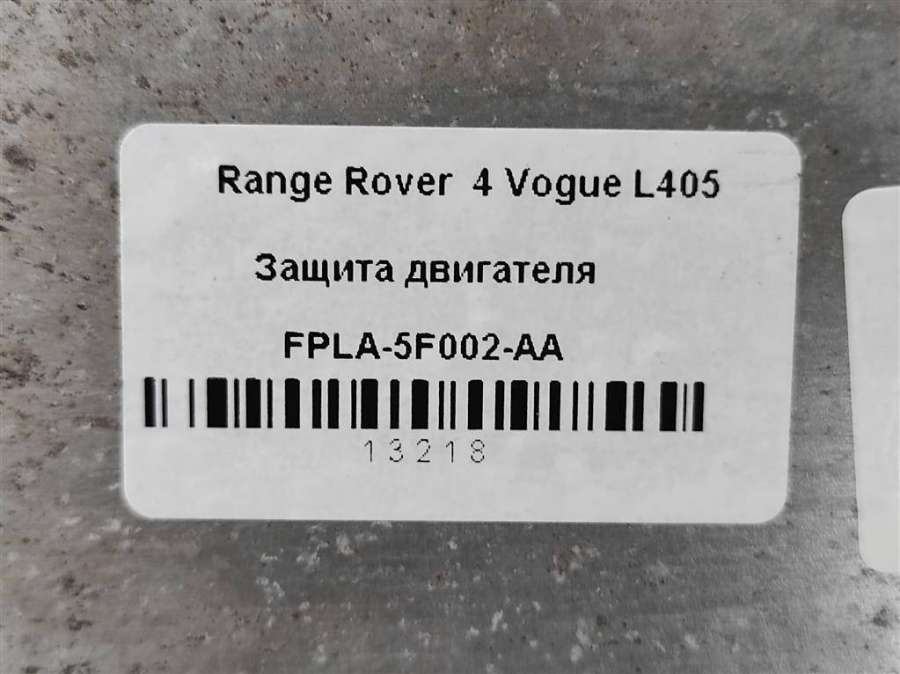 Range Rover 4 Vogue L405
Защита двигателя
FPLA-5F002-AA
13218